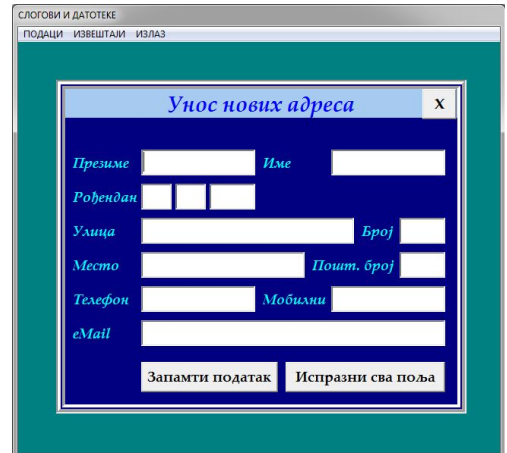 СЛОГОВИ И ДАТОТЕКЕ
ПОДАЦИ ИЗВЕШТАЈИ ИЗЛАЗ
Унос нових адреса X
Презиме Име
Рођендан
Улица Број
Место Пошт. број
Телефон Мобилни
eMail
Запамти податак Испразни сва поља